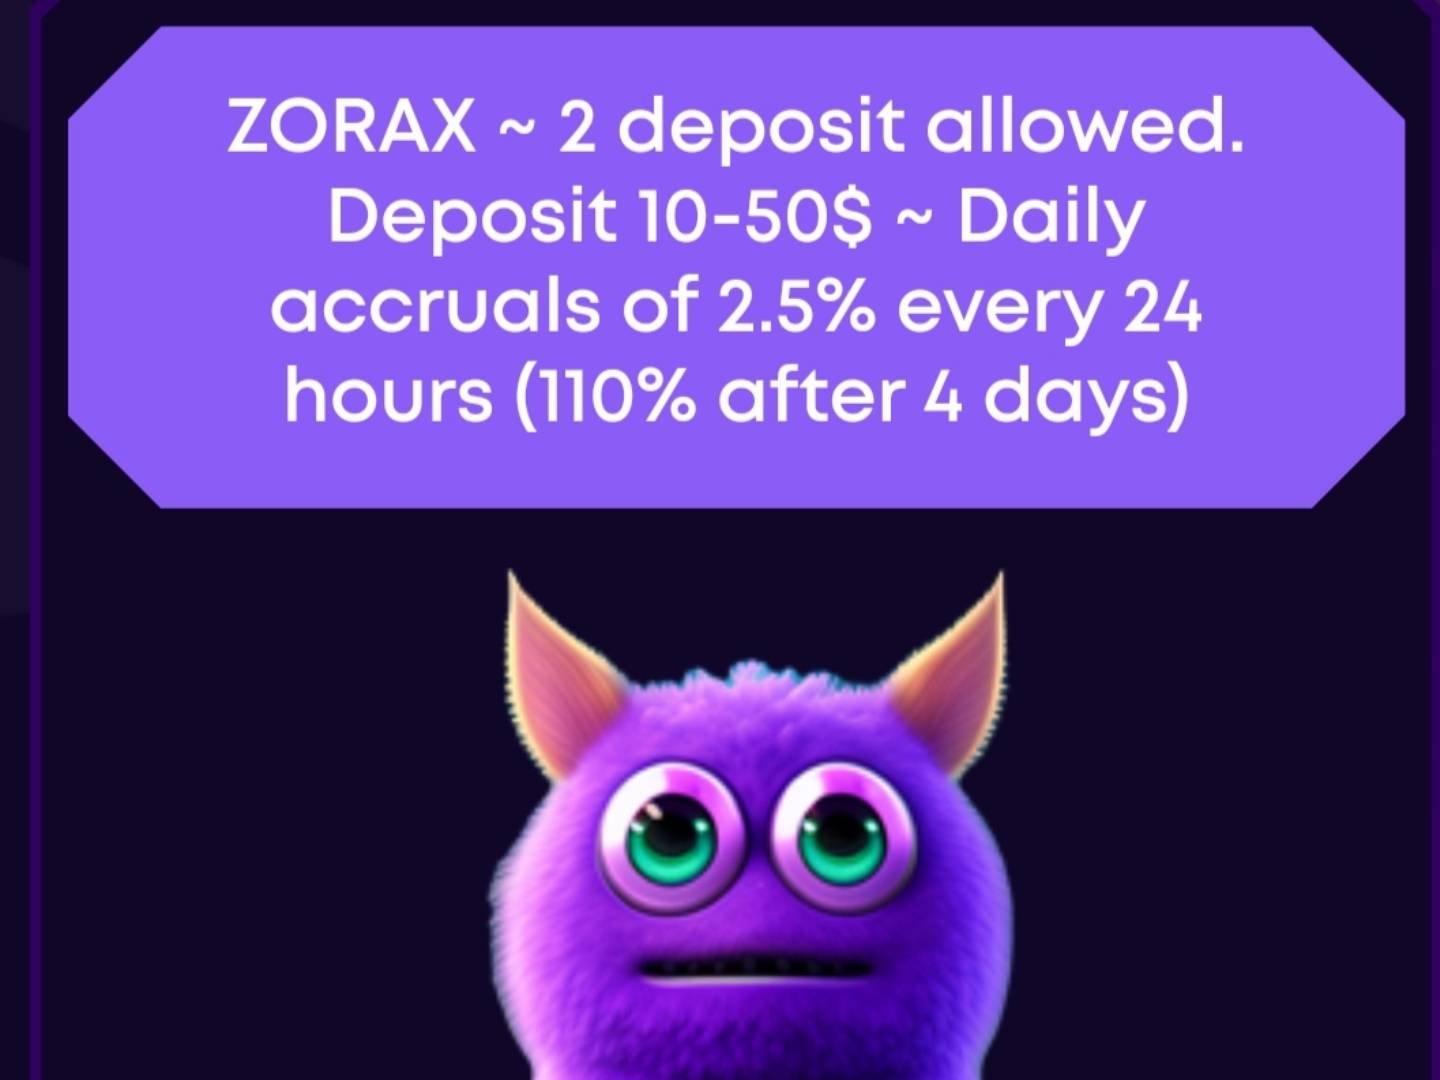 ZORAX ~ 2 deposit allowed.
Deposit 10-50$ ~ Daily
accruals of 2.5% every 24
hours (110% after 4 days)